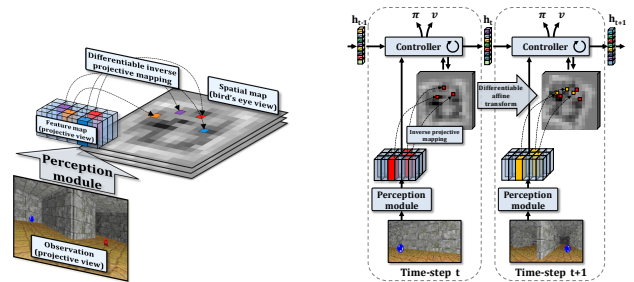 Differentiable inverse
projective mapping
Spatial map
(bird's eye view)
Feature map
(projective view)
Perception
module
Observation
(projective view)
h_{t-1}
π
v
h_t
π
v
h_{t+1}
Controller
Controller
Differentiable
affine
transform
Inverse projective
mapping
Perception
module
Perception
module
Time-step t
Time-step t+1